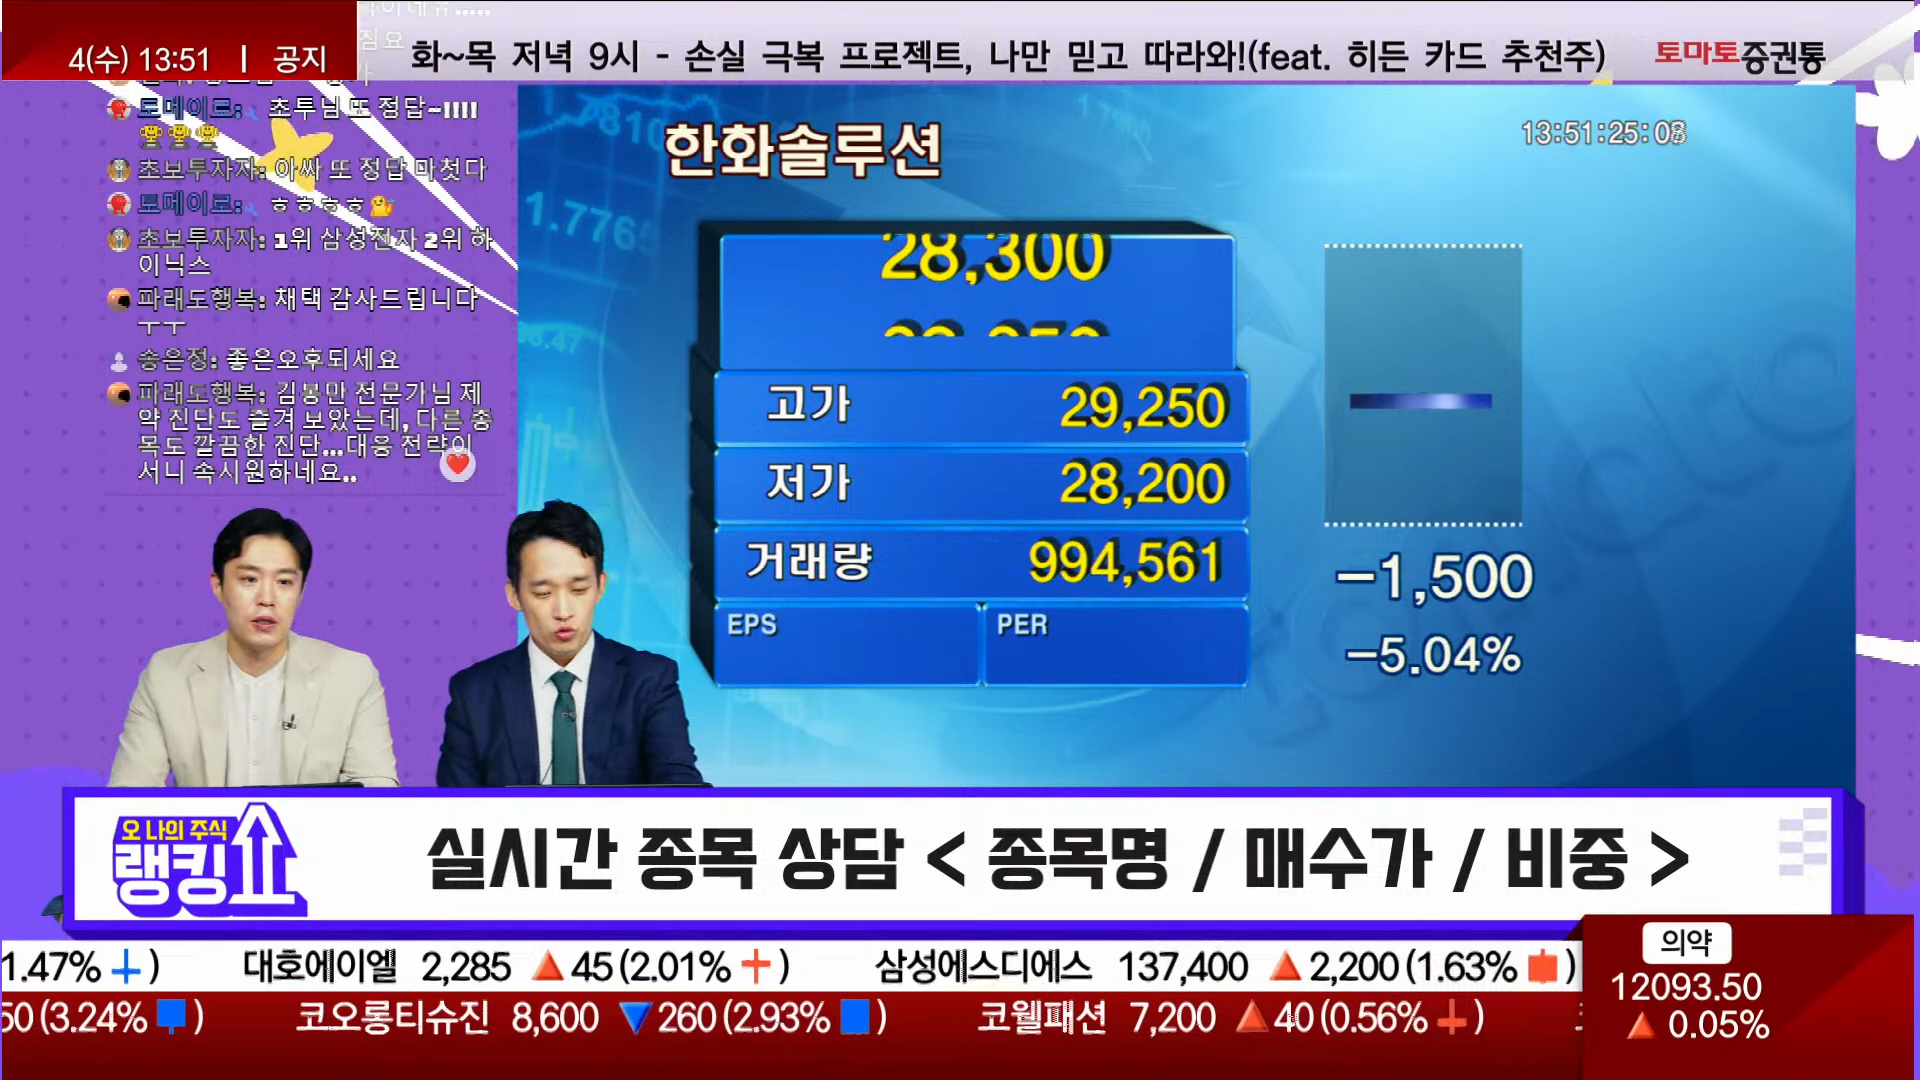 4(수) 13:51 | 공지
화~목 저녁 9시 - 손실 극복 프로젝트, 나만 믿고 따라와!(feat. 히든 카드 추천주)
토마토증권통
토메이로: 초투님 또 정답~!!!!
초보투자자: 아싸 또 정답 마첫다
토메이로: ㅎㅎㅎㅎ
초보투자자: 1위 삼성전자 2위 하
이닉스
파래도행복: 채택 감사드립니다
ㅜㅜ
송은정: 좋은오후되세요
파래도행복: 김봉만 전문가님 제
약 진단도 즐겨 보았는데, 다른 종
목도 깔끔한 진단...대응 전략이
서니 속시원하네요..
한화솔루션
13:51:25:08
28,300
고가 29,250
저가 28,200
거래량 994,561
EPS
PER
-1,500
-5.04%
오 나의 주식
랭킹쇼
실시간 종목 상담 < 종목명 / 매수가 / 비중 >
1.47% ) 대호에이엘 2,285 ▲45(2.01% ) 삼성에스디에스 137,400 ▲2,200(1.63% )
50(3.24% ) 코오롱티슈진 8,600 ▼260(2.93% ) 코웰패션 7,200 ▲40(0.56% )
의약
12093.50
▲ 0.05%